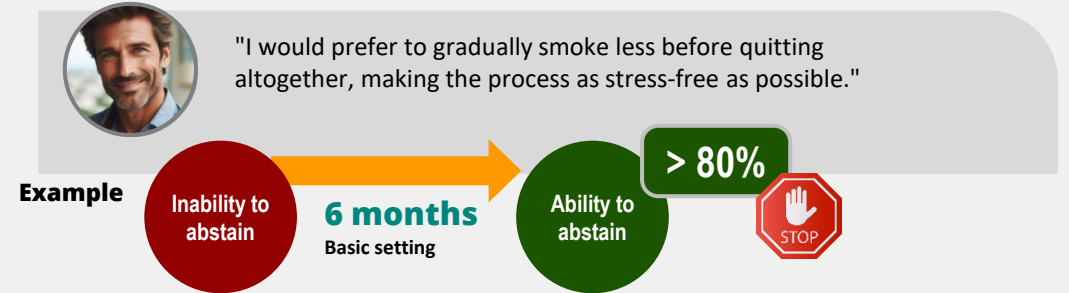 "I would prefer to gradually smoke less before quitting
altogether, making the process as stress-free as possible."
> 80%
Example
Inability to
abstain
6 months
Basic setting
Ability to
abstain
STOP